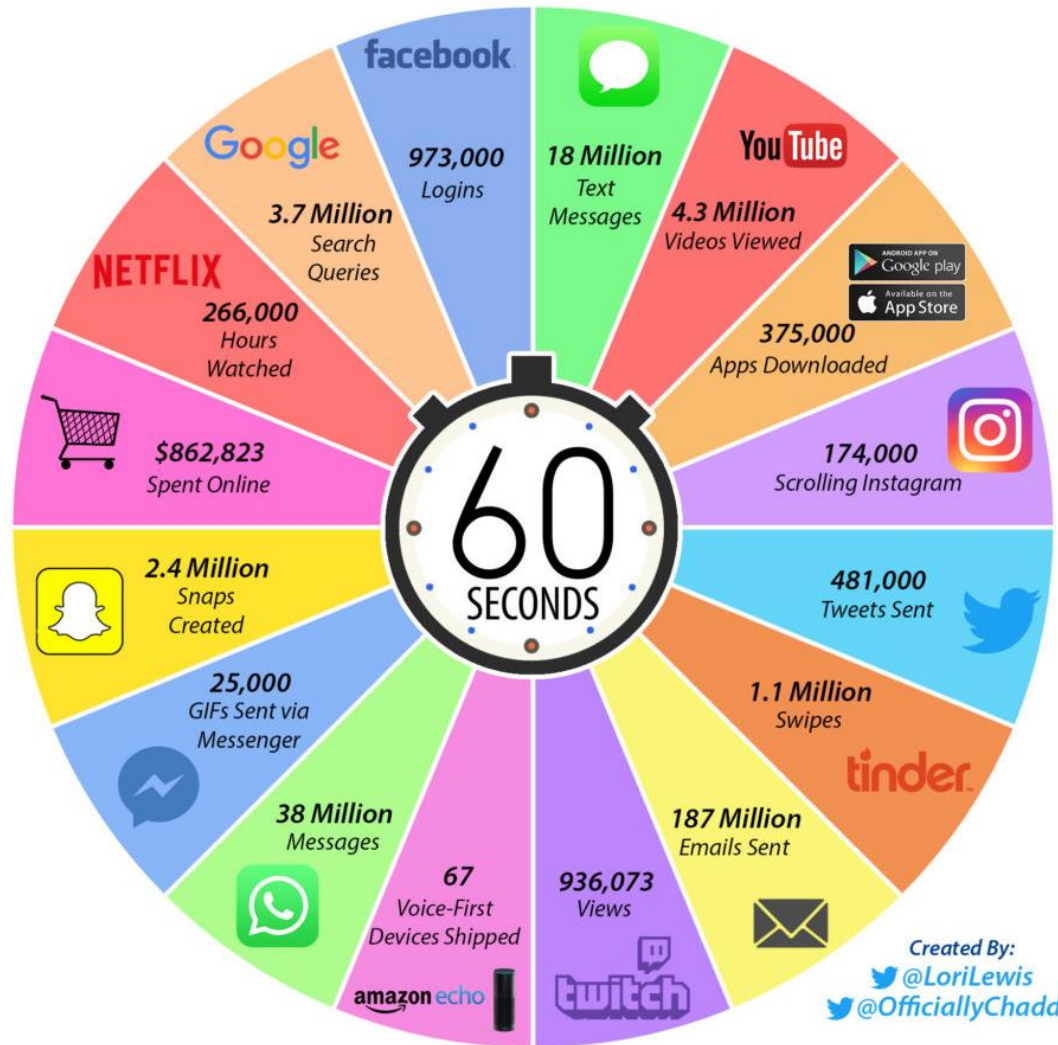 facebook
973,000
Logins
18 Million
Text
Messages
YouTube
4.3 Million
Videos Viewed
ANDROID APP ON
Google play
Available on the
App Store
375,000
Apps Downloaded
174,000
Scrolling Instagram
481,000
Tweets Sent
1.1 Million
Swipes
tinder
187 Million
Emails Sent
936,073
Views
twitch
67
Voice-First
Devices Shipped
amazon echo
38 Million
Messages
25,000
GIFs Sent via
Messenger
2.4 Million
Snaps
Created
$862,823
Spent Online
NETFLIX
266,000
Hours
Watched
Google
3.7 Million
Search
Queries
60
SECONDS
Created By:
@LoriLewis
@OfficiallyChadd